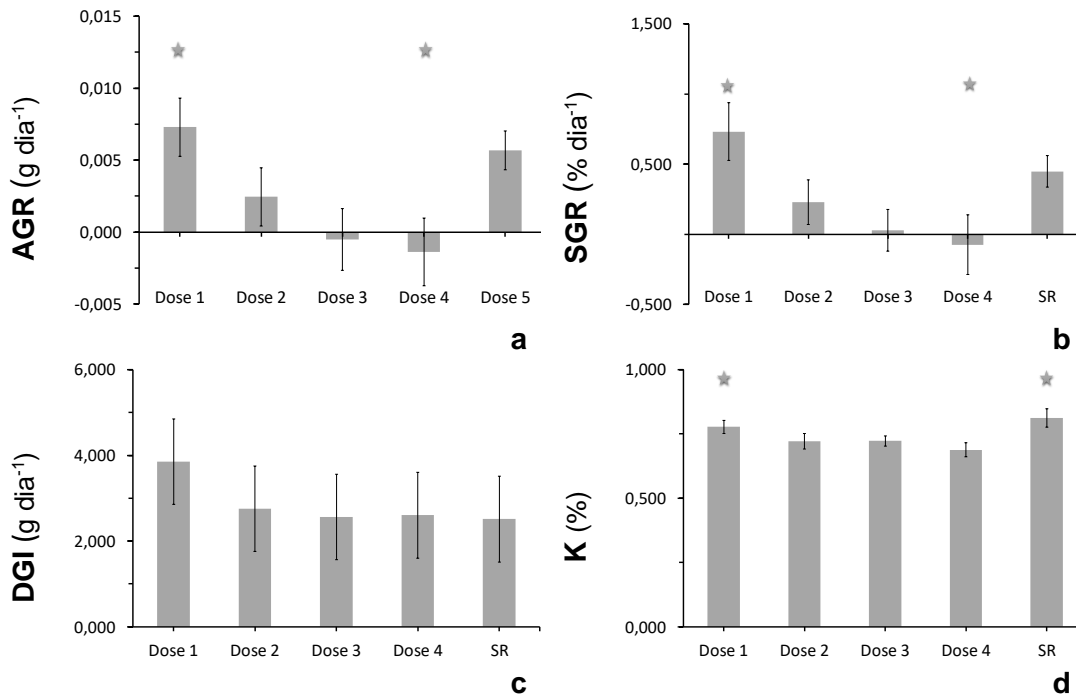 0,015
0,010
0,005
0,000
-0,005
AGR (g dia-1)
Dose 1 Dose 2 Dose 3 Dose 4 Dose 5
a
1,500
0,500
-0,500
SGR (% dia-1)
Dose 1 Dose 2 Dose 3 Dose 4 SR
b
6,000
4,000
2,000
0,000
DGI (g dia-1)
Dose 1 Dose 2 Dose 3 Dose 4 SR
c
1,000
0,500
0,000
K (%)
Dose 1 Dose 2 Dose 3 Dose 4 SR
d